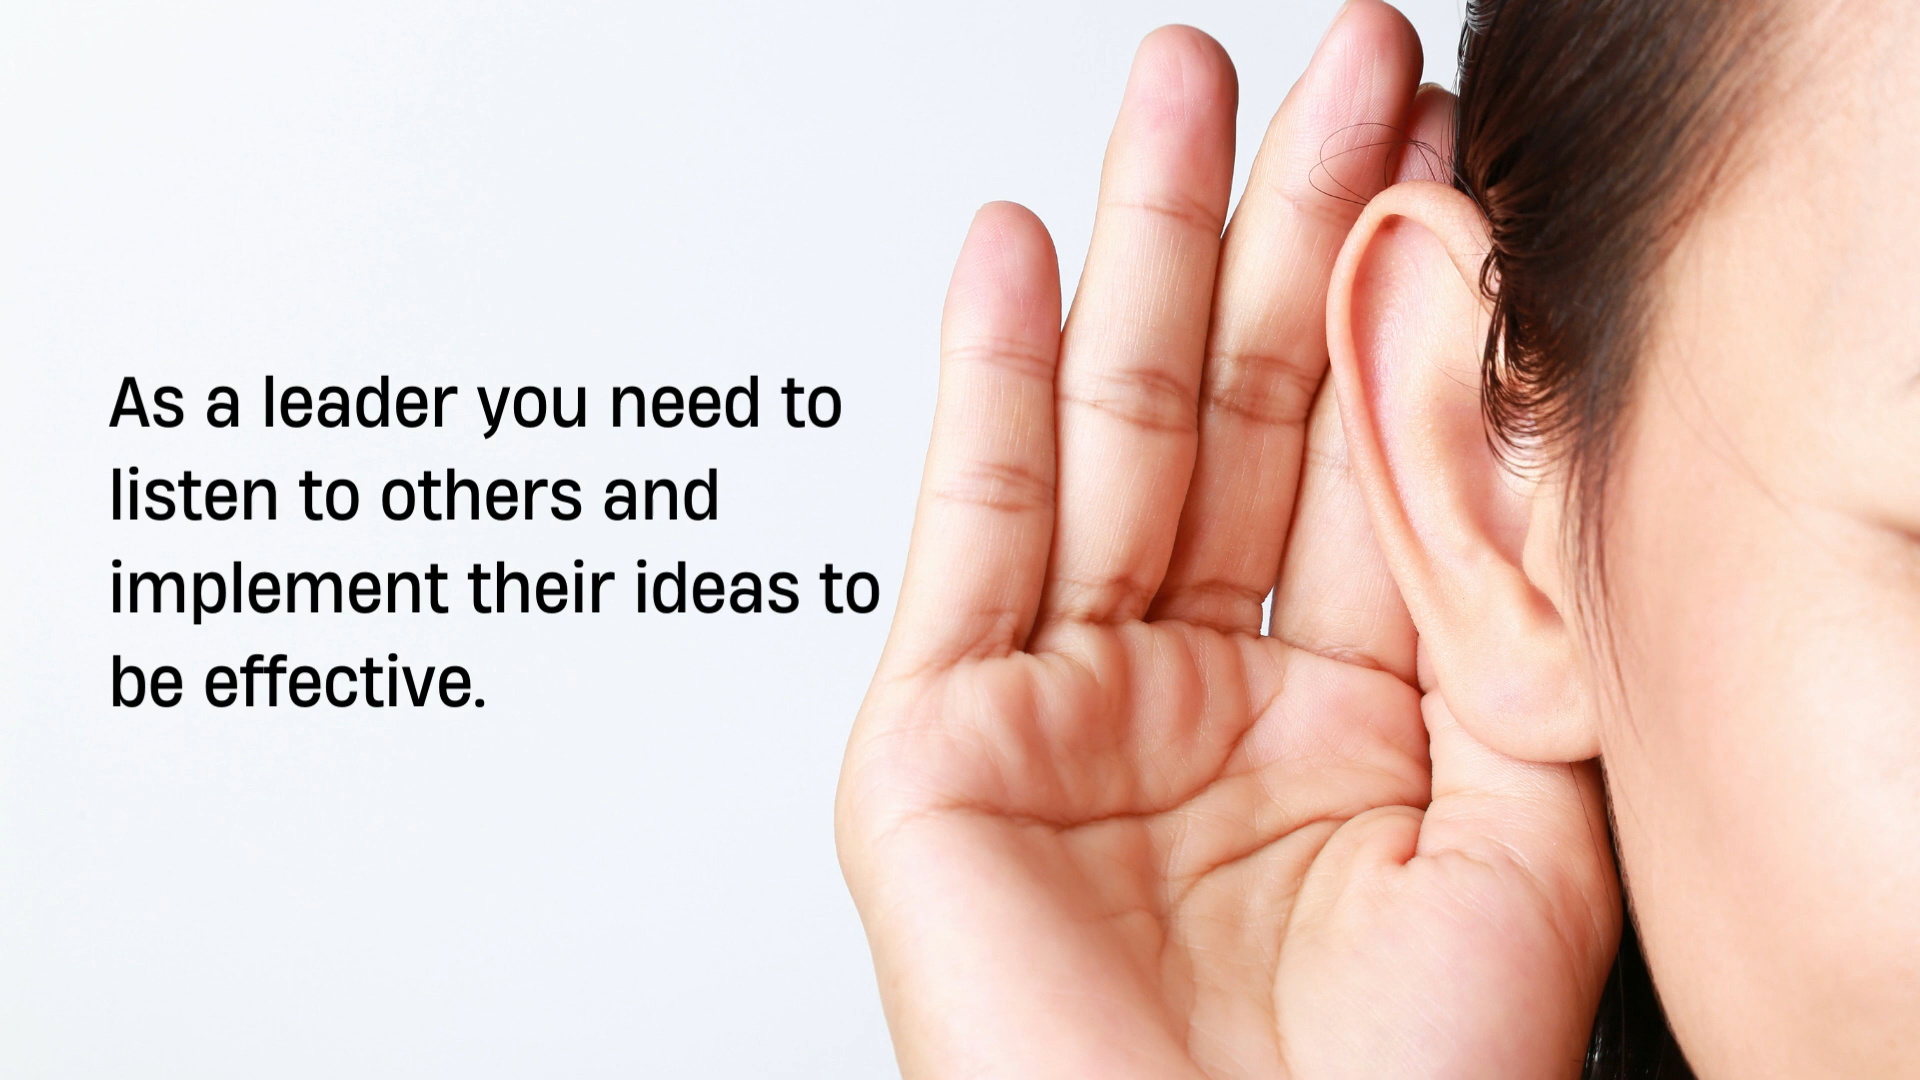 As a leader you need to
listen to others and
implement their ideas to
be effective.